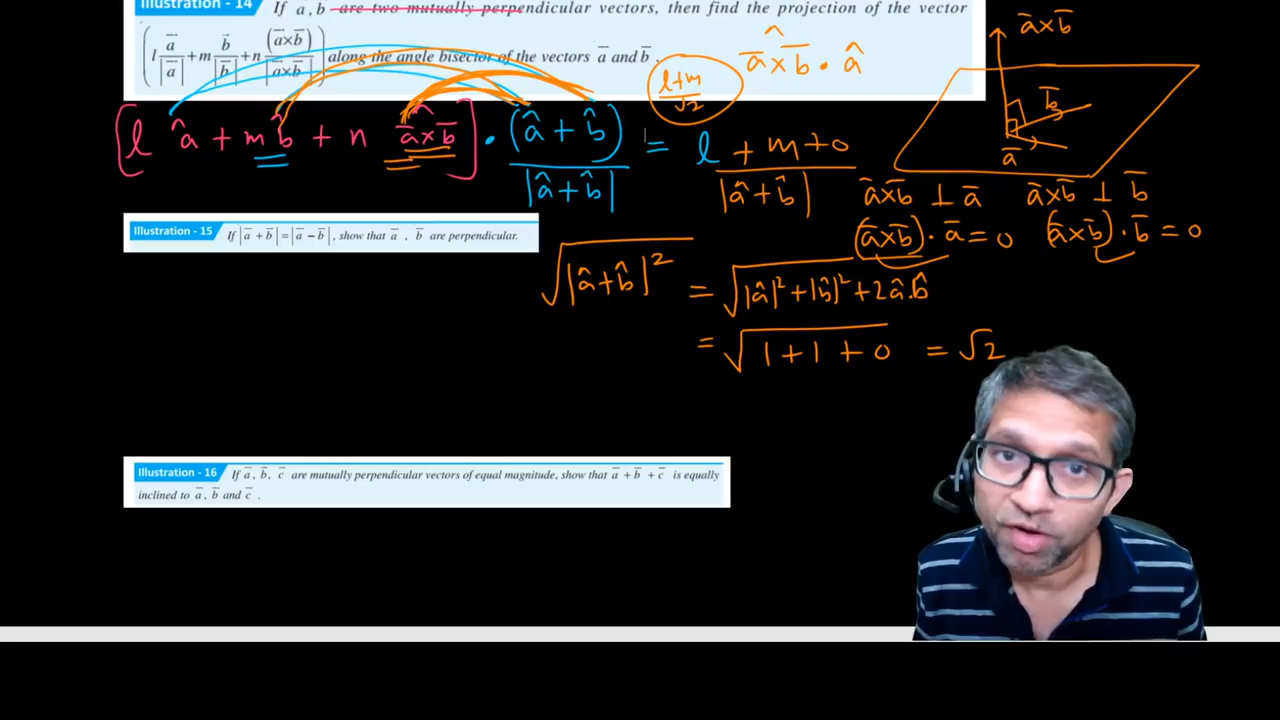 Illustration - 14 If a̅, b̅ are two mutually perpendicular vectors, then find the projection of the vector
(l a̅/|a̅| + m b̅/|b̅| + n (a̅×b̅)/|a̅×b̅|) along the angle bisector of the vectors a̅ and b̅.
(l+m)/√2
a̅×b̅ ^ • â
a̅×b̅
b̅
a̅
[l â + m b̂ + n a̅×b̅ ^] • (â + b̂)/|â + b̂| = (l + m + 0)/|â + b̂|
a̅×b̅ ⊥ a̅ a̅×b̅ ⊥ b̅
(a̅×b̅)·a̅ = 0 (a̅×b̅)·b̅ = 0
Illustration - 15 If |a̅ + b̅| = |a̅ − b̅|, show that a̅, b̅ are perpendicular.
√|â+b̂|² = √|â|² + |b̂|² + 2â.b̂
= √1 + 1 + 0 = √2
Illustration - 16 If a̅, b̅, c̅ are mutually perpendicular vectors of equal magnitude, show that a̅ + b̅ + c̅ is equally
inclined to a̅, b̅ and c̅.